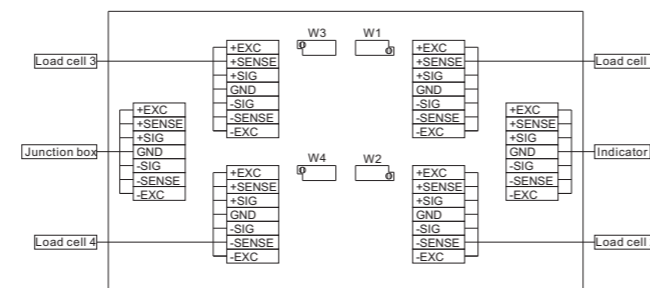 W3
W1
+EXC
+SENSE
+SIG
GND
-SIG
-SENSE
-EXC
+EXC
+SENSE
+SIG
GND
-SIG
-SENSE
-EXC
Load cell 3
Load cell
+EXC
+SENSE
+SIG
GND
-SIG
-SENSE
-EXC
+EXC
+SENSE
+SIG
GND
-SIG
-SENSE
-EXC
Junction box
Indicator
W4
W2
+EXC
+SENSE
+SIG
GND
-SIG
-SENSE
-EXC
+EXC
+SENSE
+SIG
GND
-SIG
-SENSE
-EXC
Load cell 4
Load cell